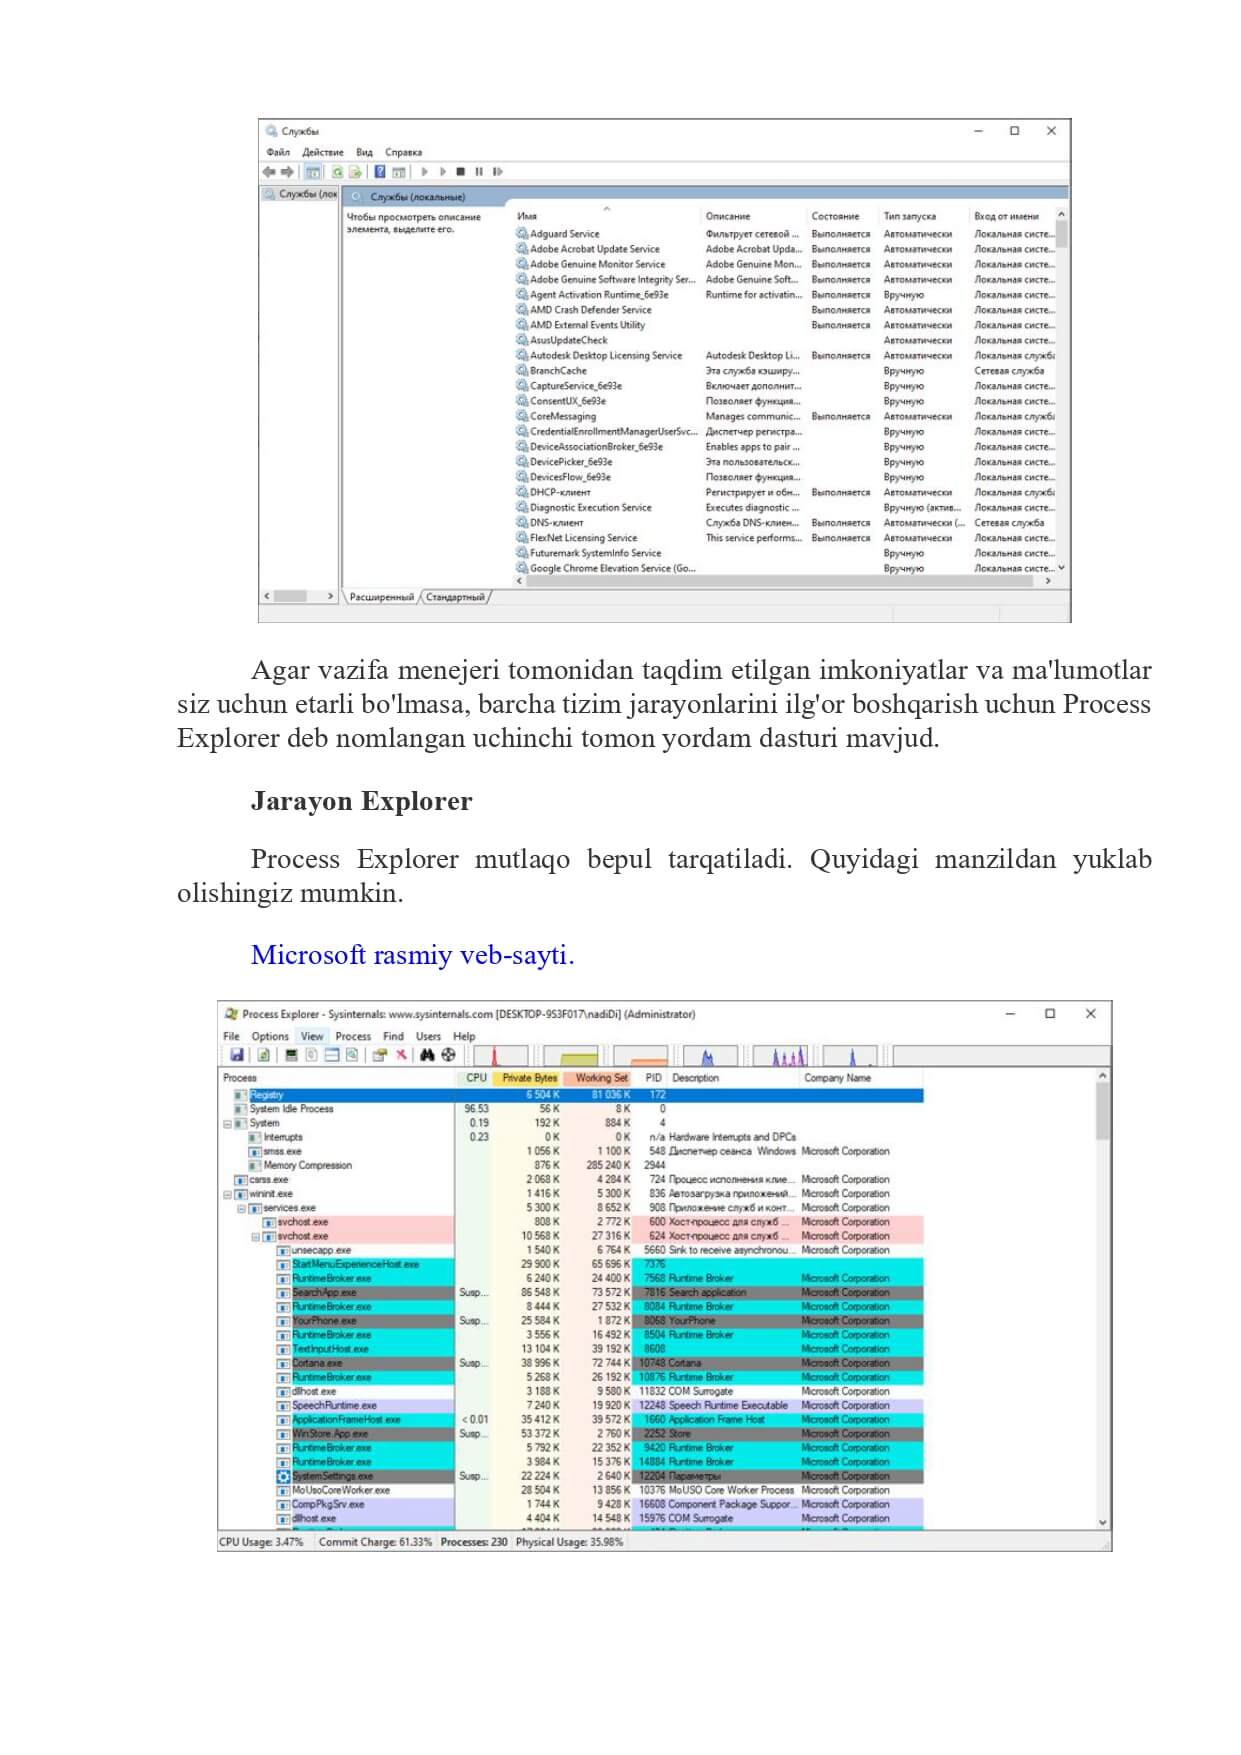 Службы
Файл Действие Вид Справка
Службы (лок
Службы (локальные)
Чтобы просмотреть описание
элемента, выделите его.
Имя Описание Состояние Тип запуска Вход от имени
Adguard Service Фильтрует сетевой ... Выполняется Автоматически Локальная систе...
Adobe Acrobat Update Service Adobe Acrobat Upda... Выполняется Автоматически Локальная систе...
Adobe Genuine Monitor Service Adobe Genuine Mon... Выполняется Автоматически Локальная систе...
Adobe Genuine Software Integrity Ser... Adobe Genuine Soft... Выполняется Автоматически Локальная систе...
Agent Activation Runtime_6e93e Runtime for activatin... Выполняется Вручную Локальная систе...
AMD Crash Defender Service Выполняется Автоматически Локальная систе...
AMD External Events Utility Выполняется Автоматически Локальная систе...
AsusUpdateCheck Автоматически Локальная систе...
Autodesk Desktop Licensing Service Autodesk Desktop Li... Выполняется Автоматически Локальная служба
BranchCache Эта служба кэширу... Вручную Сетевая служба
CaptureService_6e93e Включает дополнит... Вручную Локальная систе...
ConsentUX_6e93e Позволяет функция... Вручную Локальная систе...
CoreMessaging Manages communic... Выполняется Автоматически Локальная служба
CredentialEnrollmentManagerUserSvc... Диспетчер регистра... Вручную Локальная систе...
DeviceAssociationBroker_6e93e Enables apps to pair ... Вручную Локальная систе...
DevicePicker_6e93e Эта пользовательск... Вручную Локальная систе...
DevicesFlow_6e93e Позволяет функция... Вручную Локальная систе...
DHCP-клиент Регистрирует и обн... Выполняется Автоматически Локальная служба
Diagnostic Execution Service Executes diagnostic ... Вручную (актив... Локальная систе...
DNS-клиент Служба DNS-клиен... Выполняется Автоматически (... Сетевая служба
FlexNet Licensing Service This service performs... Выполняется Автоматически Локальная систе...
Futuremark SystemInfo Service Вручную Локальная систе...
Google Chrome Elevation Service (Go... Вручную Локальная систе...
Расширенный Стандартный
Agar vazifa menejeri tomonidan taqdim etilgan imkoniyatlar va ma'lumotlar
siz uchun etarli bo'lmasa, barcha tizim jarayonlarini ilg'or boshqarish uchun Process
Explorer deb nomlangan uchinchi tomon yordam dasturi mavjud.
Jarayon Explorer
Process Explorer mutlaqo bepul tarqatiladi. Quyidagi manzildan yuklab
olishingiz mumkin.
Microsoft rasmiy veb-sayti.
Process Explorer - Sysinternals: www.sysinternals.com [DESKTOP-9S3F017\nadiDi] (Administrator)
File Options View Process Find Users Help
Process CPU Private Bytes Working Set PID Description Company Name
Registry 6 504 K 81 036 K 172
System Idle Process 96.53 56 K 8 K 0
System 0.19 192 K 884 K 4
Interrupts 0.23 0 K 0 K n/a Hardware Interrupts and DPCs
smss.exe 1 056 K 1 100 K 548 Диспетчер сеанса Windows Microsoft Corporation
Memory Compression 876 K 285 240 K 2944
csrss.exe 2 068 K 4 284 K 724 Процесс исполнения клие... Microsoft Corporation
wininit.exe 1 416 K 5 300 K 836 Автозагрузка приложений... Microsoft Corporation
services.exe 5 300 K 8 652 K 908 Приложение служб и конт... Microsoft Corporation
svchost.exe 808 K 2 772 K 600 Хост-процесс для служб ... Microsoft Corporation
svchost.exe 10 568 K 27 316 K 624 Хост-процесс для служб ... Microsoft Corporation
unsecapp.exe 1 540 K 6 764 K 5660 Sink to receive asynchronou... Microsoft Corporation
StartMenuExperienceHost.exe 29 900 K 65 696 K 7376
RuntimeBroker.exe 6 240 K 24 400 K 7568 Runtime Broker Microsoft Corporation
SearchApp.exe Susp... 86 548 K 73 572 K 7816 Search application Microsoft Corporation
RuntimeBroker.exe 8 444 K 27 532 K 8084 Runtime Broker Microsoft Corporation
YourPhone.exe Susp... 25 584 K 1 872 K 8068 YourPhone Microsoft Corporation
RuntimeBroker.exe 3 556 K 16 492 K 8504 Runtime Broker Microsoft Corporation
TextInputHost.exe 13 104 K 39 192 K 8608 Microsoft Corporation
Cortana.exe Susp... 38 996 K 72 744 K 10748 Cortana Microsoft Corporation
RuntimeBroker.exe 5 268 K 26 192 K 10876 Runtime Broker Microsoft Corporation
dllhost.exe 3 188 K 9 580 K 11832 COM Surrogate Microsoft Corporation
SpeechRuntime.exe 7 240 K 19 920 K 12248 Speech Runtime Executable Microsoft Corporation
ApplicationFrameHost.exe < 0.01 35 412 K 39 572 K 1660 Application Frame Host Microsoft Corporation
WinStore.App.exe Susp... 53 372 K 2 760 K 2252 Store Microsoft Corporation
RuntimeBroker.exe 5 792 K 22 352 K 9420 Runtime Broker Microsoft Corporation
RuntimeBroker.exe 3 984 K 15 376 K 14884 Runtime Broker Microsoft Corporation
SystemSettings.exe Susp... 22 224 K 2 640 K 12204 Параметры Microsoft Corporation
MoUsoCoreWorker.exe 28 504 K 13 856 K 10376 MoUSO Core Worker Process Microsoft Corporation
CompPkgSrv.exe 1 744 K 9 428 K 16608 Component Package Suppor... Microsoft Corporation
dllhost.exe 4 404 K 14 548 K 15976 COM Surrogate Microsoft Corporation
CPU Usage: 3.47% Commit Charge: 61.33% Processes: 230 Physical Usage: 35.98%